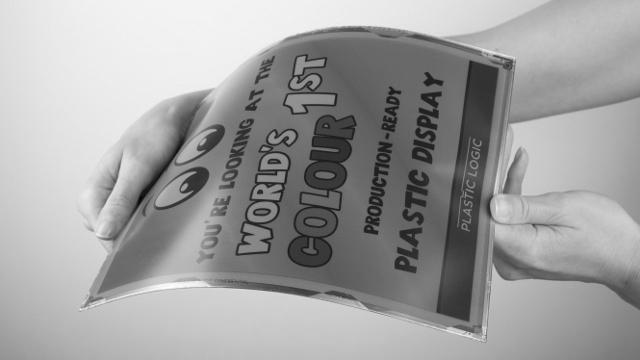 YOU'RE LOOKING AT THE
WORLD'S 1ST
COLOUR
PRODUCTION-READY
PLASTIC DISPLAY
PLASTIC LOGIC